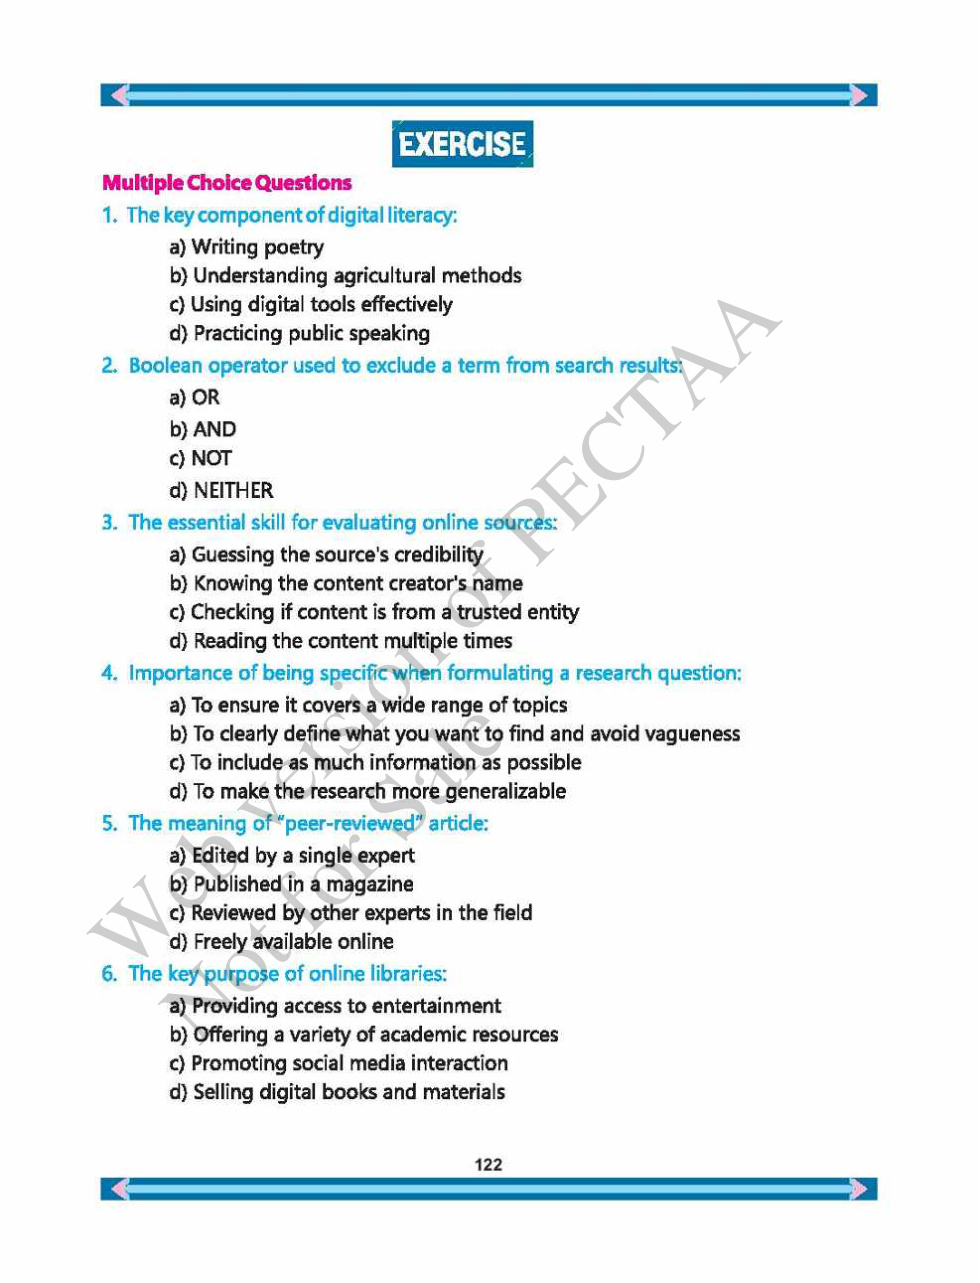 EXERCISE
Multiple Choice Questions
1. The key component of digital literacy:
a) Writing poetry
b) Understanding agricultural methods
c) Using digital tools effectively
d) Practicing public speaking
2. Boolean operator used to exclude a term from search results:
a) OR
b) AND
c) NOT
d) NEITHER
3. The essential skill for evaluating online sources:
a) Guessing the source's credibility
b) Knowing the content creator's name
c) Checking if content is from a trusted entity
d) Reading the content multiple times
4. Importance of being specific when formulating a research question:
a) To ensure it covers a wide range of topics
b) To clearly define what you want to find and avoid vagueness
c) To include as much information as possible
d) To make the research more generalizable
5. The meaning of "peer-reviewed" article:
a) Edited by a single expert
b) Published in a magazine
c) Reviewed by other experts in the field
d) Freely available online
6. The key purpose of online libraries:
a) Providing access to entertainment
b) Offering a variety of academic resources
c) Promoting social media interaction
d) Selling digital books and materials
122
Web version of PECTAA
Not for Sale